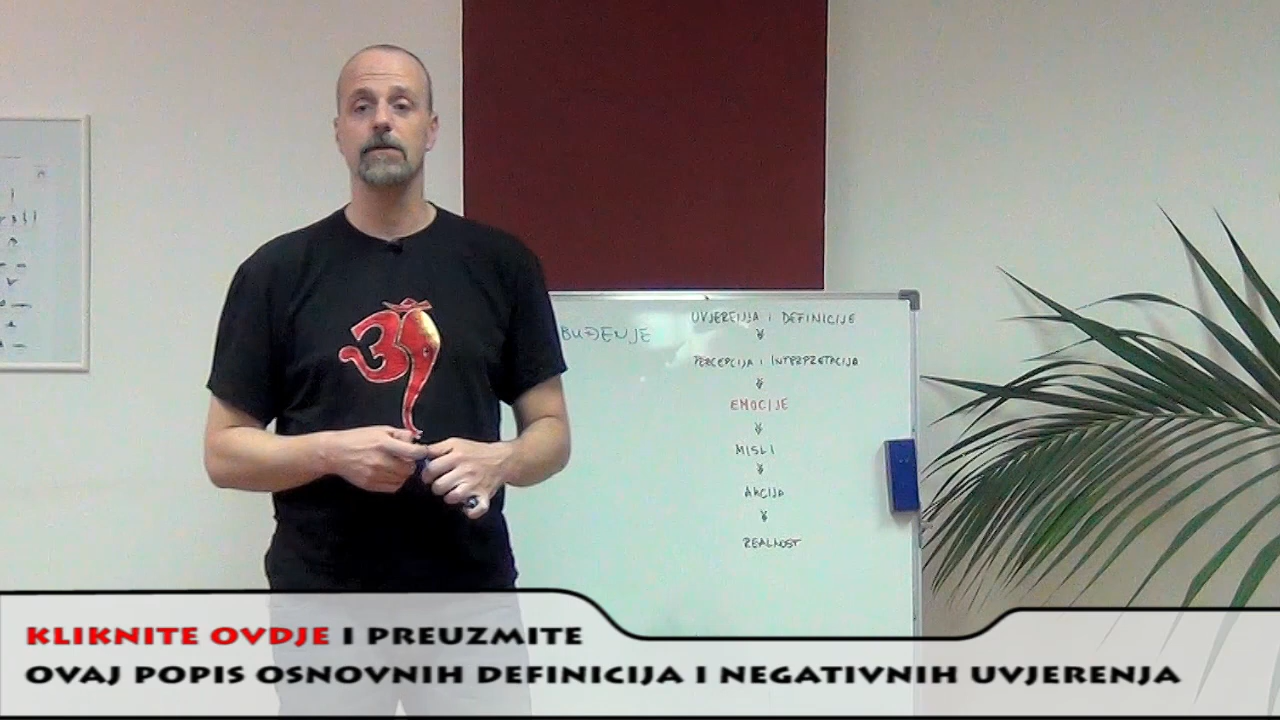 BUĐENJE
UVJERENJA I DEFINICIJE
PERCEPCIJA I INTERPRETACIJA
EMOCIJE
MISLI
AKCIJA
REALNOST
KLIKNITE OVDJE I PREUZMITE
OVAJ POPIS OSNOVNIH DEFINICIJA I NEGATIVNIH UVJERENJA